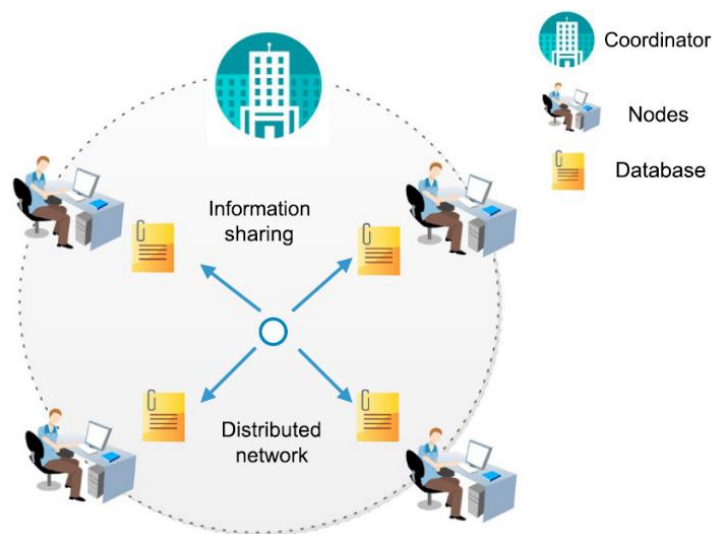 Coordinator
Nodes
Database
Information
sharing
Distributed
network